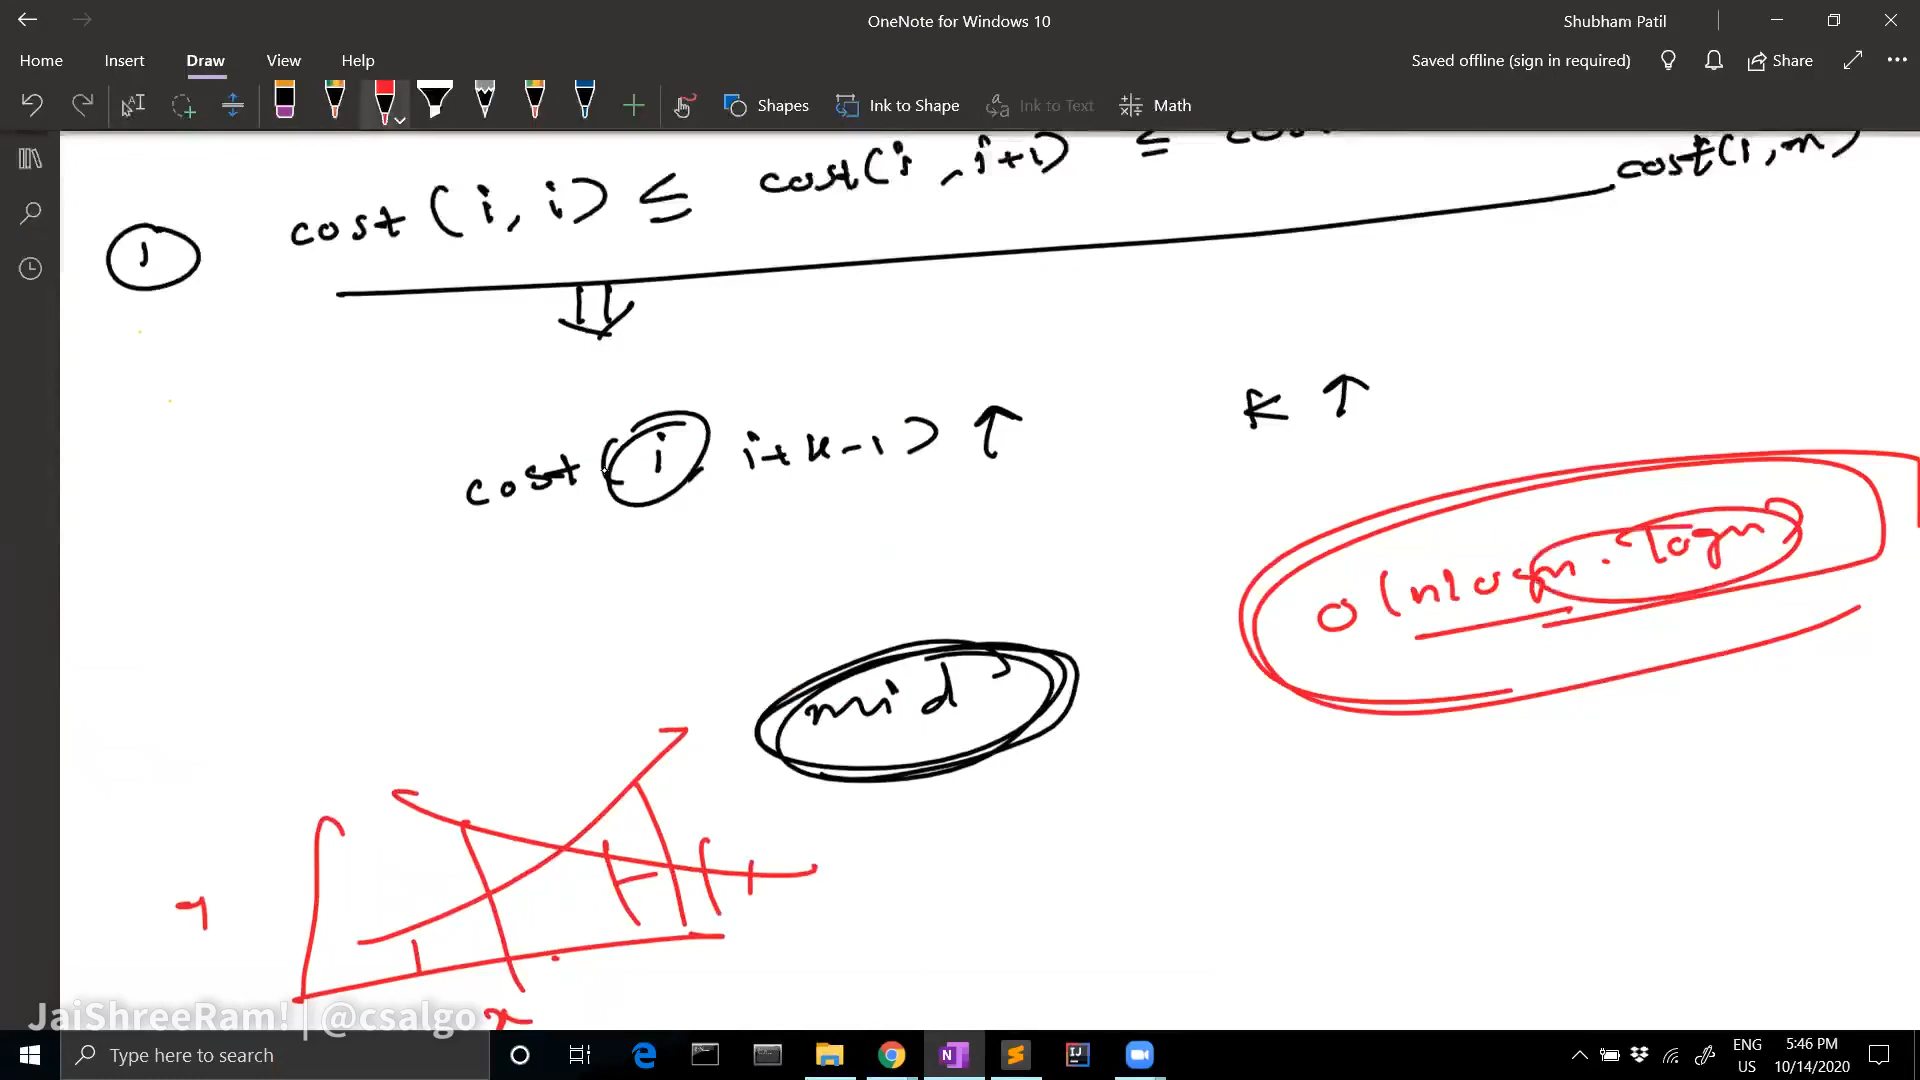 OneNote for Windows 10
Shubham Patil
Home Insert Draw View Help
Saved offline (sign in required) Share
Shapes Ink to Shape Ink to Text Math
cost(i, i) ≤ cost(i, i+1) ≤
cost(i, n)
1
cost(i i+k-1) ↑
k ↑
mid
x
JaiShreeRam! | @csalgo
Type here to search
ENG
US
5:46 PM
10/14/2020